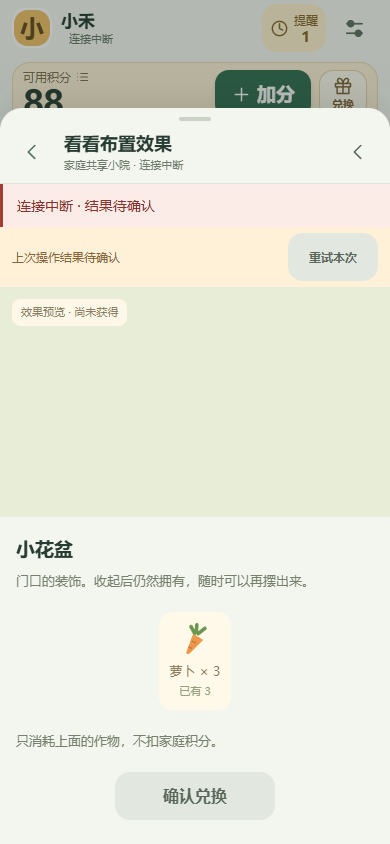 小
小禾
连接中断
提醒
1
可用积分
88
加分
兑换
看看布置效果
家庭共享小院 · 连接中断
连接中断 · 结果待确认
上次操作结果待确认
重试本次
效果预览 · 尚未获得
小花盆
门口的装饰。收起后仍然拥有，随时可以再摆出来。
萝卜 × 3
已有 3
只消耗上面的作物，不扣家庭积分。
确认兑换